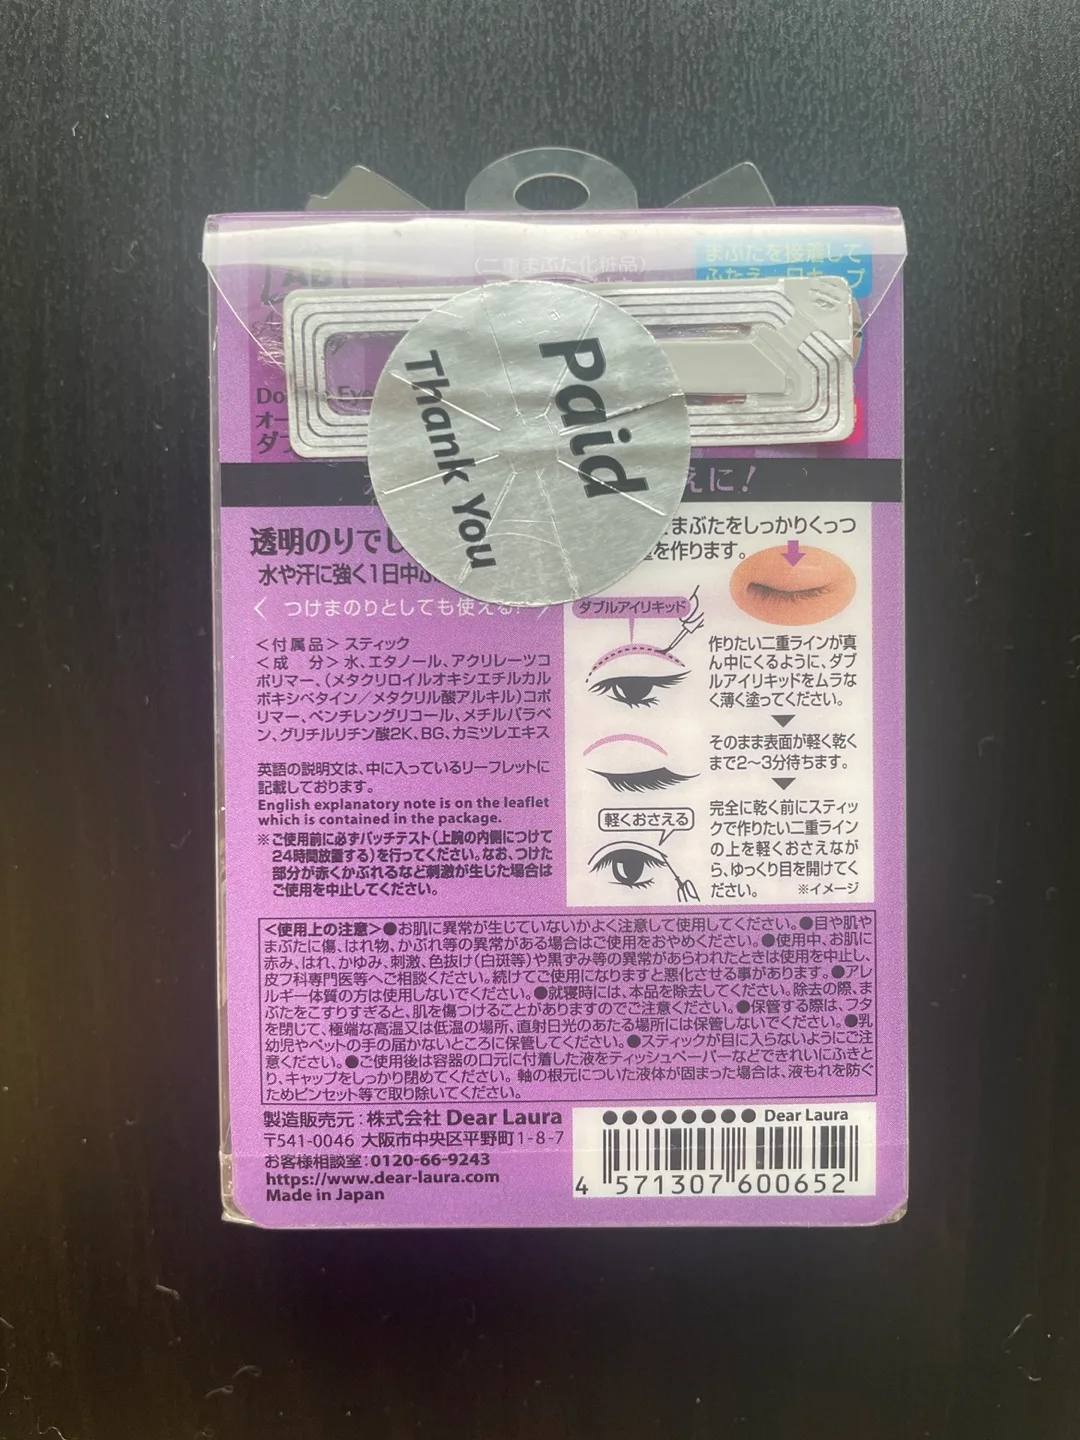 まぶたを接着して
(二重まぶた化粧品)
Paid
Thank You
えに!
透明のりでし
水や汗に強く1日中
〈 つけまのりとしても使える! 〉
<付属品>スティック
<成 分>水、エタノール、アクリレーツコ
ポリマー、(メタクリロイルオキシエチルカル
ボキシベタイン/メタクリル酸アルキル)コポ
リマー、ペンチレングリコール、メチルパラベ
ン、グリチルリチン酸2K、BG、カミツレエキス
英語の説明文は、中に入っているリーフレットに
記載しております。
English explanatory note is on the leaflet
which is contained in the package.
※ご使用前に必ずパッチテスト(上腕の内側につけて
24時間放置する)を行ってください。なお、つけた
部分が赤くかぶれるなど刺激が生じた場合は
ご使用を中止してください。
まぶたをしっかりくっつ
を作ります。
ダブルアイリキッド
作りたい二重ラインが真
ん中にくるように、ダブ
ルアイリキッドをムラな
く薄く塗ってください。
そのまま表面が軽く乾く
まで2〜3分待ちます。
軽くおさえる
完全に乾く前にスティッ
クで作りたい二重ライン
の上を軽くおさえなが
ら、ゆっくり目を開けてく
ださい。 ※イメージ
<使用上の注意>●お肌に異常が生じていないかよく注意して使用してください。●目や肌や
まぶたに傷、はれ物、かぶれ等の異常がある場合はご使用をおやめください。●使用中、お肌に
赤み、はれ、かゆみ、刺激、色抜け(白斑等)や黒ずみ等の異常があらわれたときは使用を中止し、
皮フ科専門医等へご相談ください。続けてご使用になりますと悪化させる事があります。●アレ
ルギー体質の方は使用しないでください。●就寝時には、本品を除去してください。除去の際、ま
ぶたをこすりすぎると、肌を傷つけることがありますのでご注意ください。●保管する際は、フタ
を閉じて、極端な高温又は低温の場所、直射日光のあたる場所には保管しないでください。●乳
幼児やペットの手の届かないところに保管してください。●スティックが目に入らないようにご注
意ください。●ご使用後は容器の口元に付着した液をティッシュペーパーなどできれいにふきと
り、キャップをしっかり閉めてください。軸の根元についた液体が固まった場合は、液もれを防ぐ
ためピンセット等で取り除いてください。
製造販売元:株式会社 Dear Laura
〒541-0046 大阪市中央区平野町1-8-7
お客様相談室:0120-66-9243
https://www.dear-laura.com
Made in Japan
●●●●●●●● Dear Laura
4 571307 600652